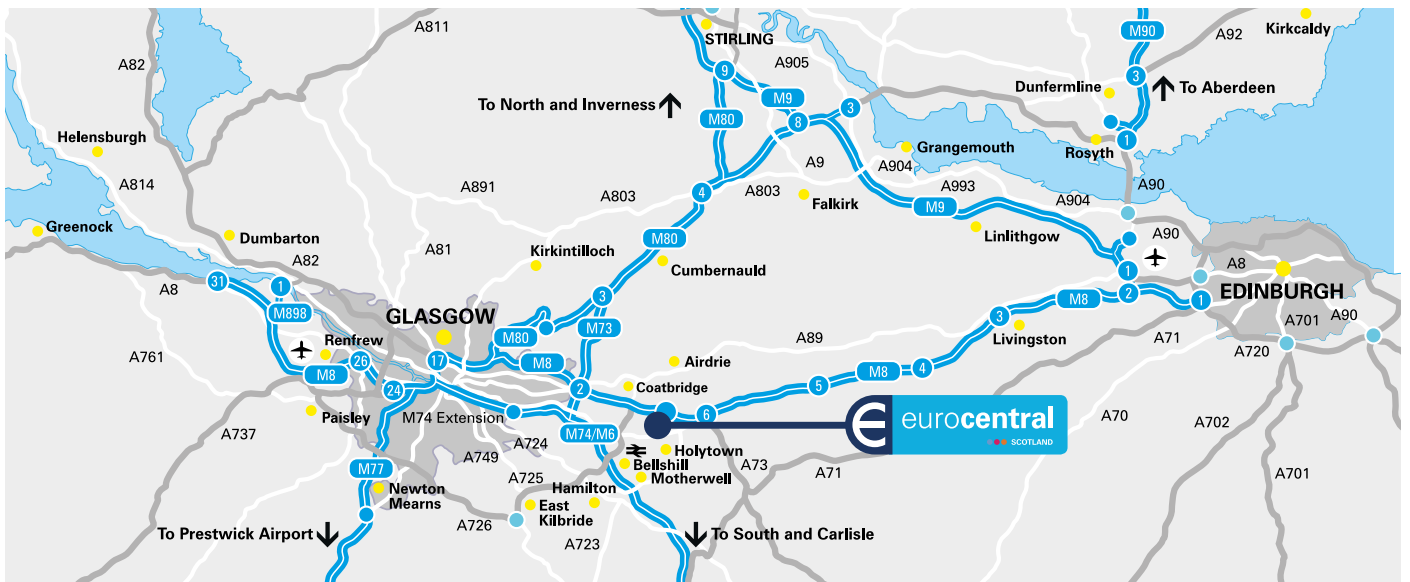 A811
STIRLING
M90
Kirkcaldy
A92
A82
A905
9
3
Dunfermline
To Aberdeen
M9
To North and Inverness
3
M80
8
Helensburgh
1
Grangemouth
Rosyth
A9
A904
A814
A891
A803
4
A803
A993
A90
Falkirk
M9
A904
Greenock
Dumbarton
Linlithgow
A90
M80
A81
Kirkintilloch
A82
Cumbernauld
1
A8
31
1
A8
3
2
EDINBURGH
M8
1
M898
GLASGOW
3
A701
A90
M73
M80
Livingston
A71
A89
A761
Renfrew
26
17
M8
Airdrie
A720
M8
4
M8
24
2
Coatbridge
5
Paisley
M74 Extension
6
eurocentral
SCOTLAND
A70
A702
A737
M74/M6
A724
Holytown
A749
Bellshill
A73
A71
M77
A725
Motherwell
A701
Newton
Mearns
Hamilton
East
Kilbride
A726
To Prestwick Airport
To South and Carlisle
A723